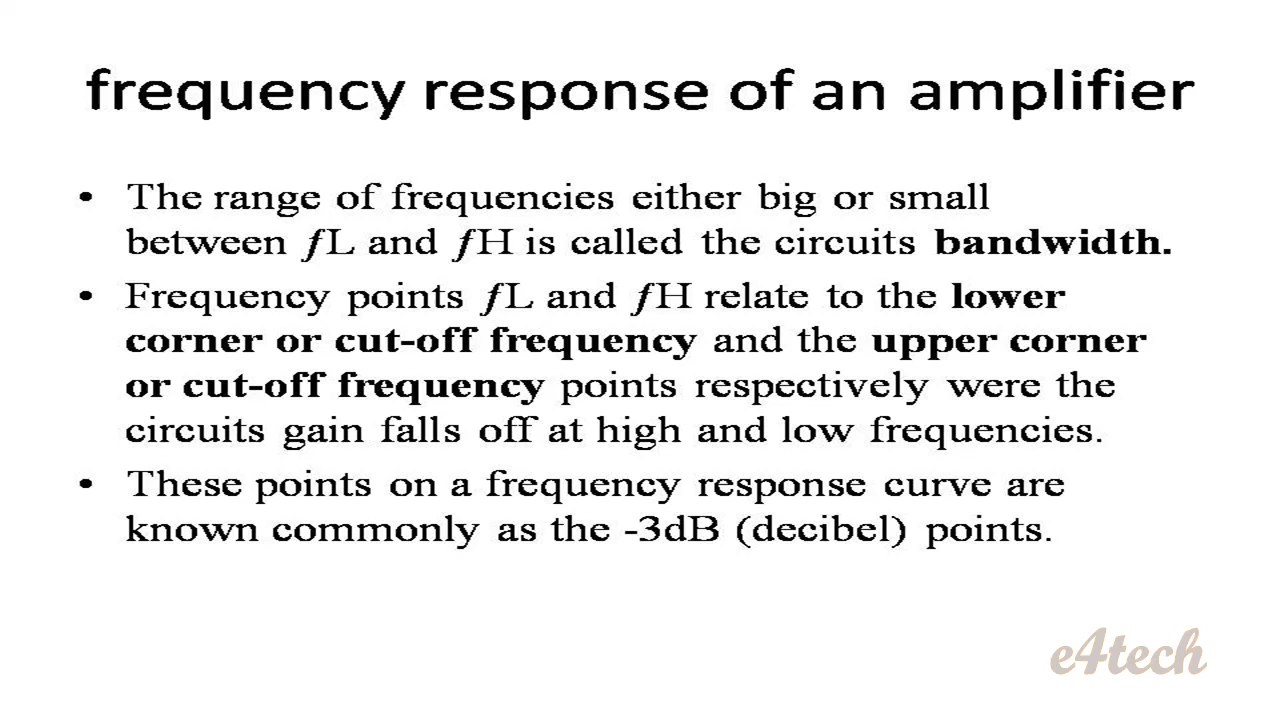 frequency response of an amplifier
• The range of frequencies either big or small
between ƒL and ƒH is called the circuits bandwidth.
• Frequency points ƒL and ƒH relate to the lower
corner or cut-off frequency and the upper corner
or cut-off frequency points respectively were the
circuits gain falls off at high and low frequencies.
• These points on a frequency response curve are
known commonly as the -3dB (decibel) points.
e4tech